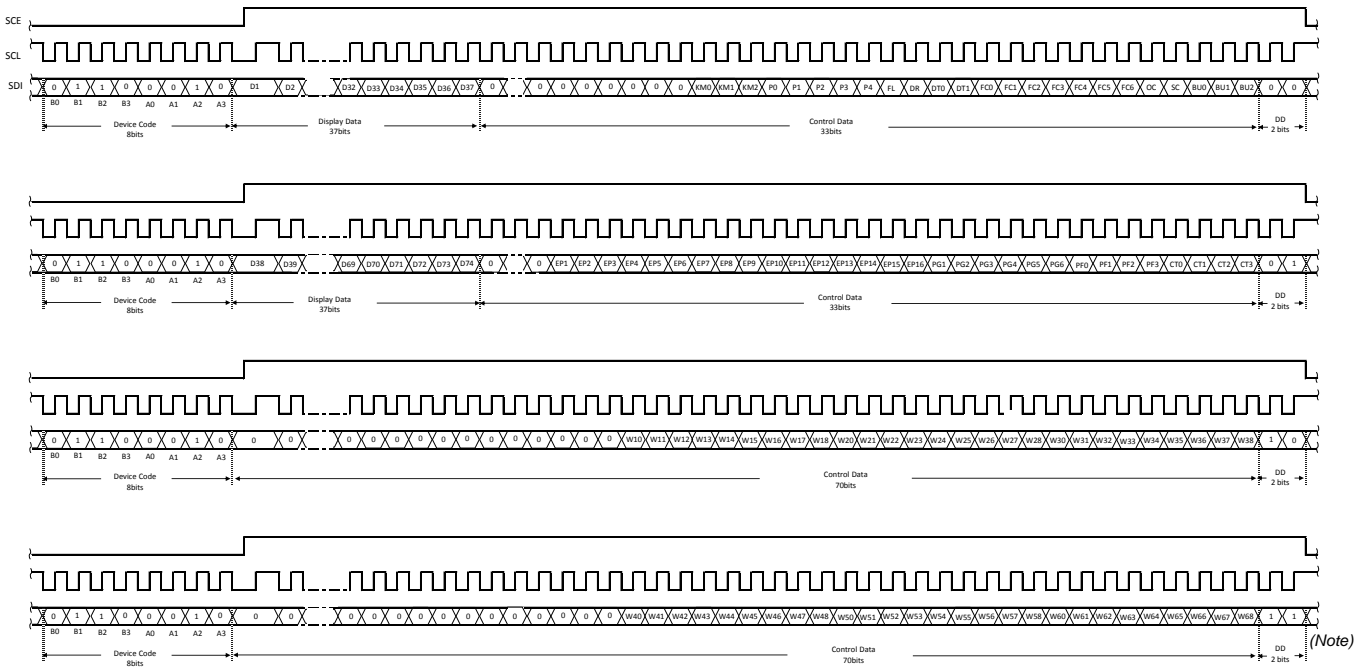 SCE
SCL
SDI 0 1 1 0 0 0 1 0 D1 D2 D32 D33 D34 D35 D36 D37 0 0 0 0 0 0 0 0 KM0 KM1 KM2 P0 P1 P2 P3 P4 FL DR DT0 DT1 FC0 FC1 FC2 FC3 FC4 FC5 FC6 OC SC BU0 BU1 BU2 0 0
B0 B1 B2 B3 A0 A1 A2 A3
Device Code Display Data Control Data DD
8bits 37bits 33bits 2 bits
0 1 1 0 0 0 1 0 D38 D39 D69 D70 D71 D72 D73 D74 0 0 EP1 EP2 EP3 EP4 EP5 EP6 EP7 EP8 EP9 EP10 EP11 EP12 EP13 EP14 EP15 EP16 PG1 PG2 PG3 PG4 PG5 PG6 PF0 PF1 PF2 PF3 CT0 CT1 CT2 CT3 0 1
B0 B1 B2 B3 A0 A1 A2 A3
Device Code Display Data Control Data DD
8bits 37bits 33bits 2 bits
0 1 1 0 0 0 1 0 0 0 0 0 0 0 0 0 0 0 0 0 0 0 W10 W11 W12 W13 W14 W15 W16 W17 W18 W20 W21 W22 W23 W24 W25 W26 W27 W28 W30 W31 W32 W33 W34 W35 W36 W37 W38 1 0
B0 B1 B2 B3 A0 A1 A2 A3
Device Code Control Data DD
8bits 70bits 2 bits
0 1 1 0 0 0 1 0 0 0 0 0 0 0 0 0 0 0 0 0 0 W40 W41 W42 W43 W44 W45 W46 W47 W48 W50 W51 W52 W53 W54 W55 W56 W57 W58 W60 W61 W62 W63 W64 W65 W66 W67 W68 1 1
(Note)
B0 B1 B2 B3 A0 A1 A2 A3
Device Code Control Data DD
8bits 70bits 2 bits